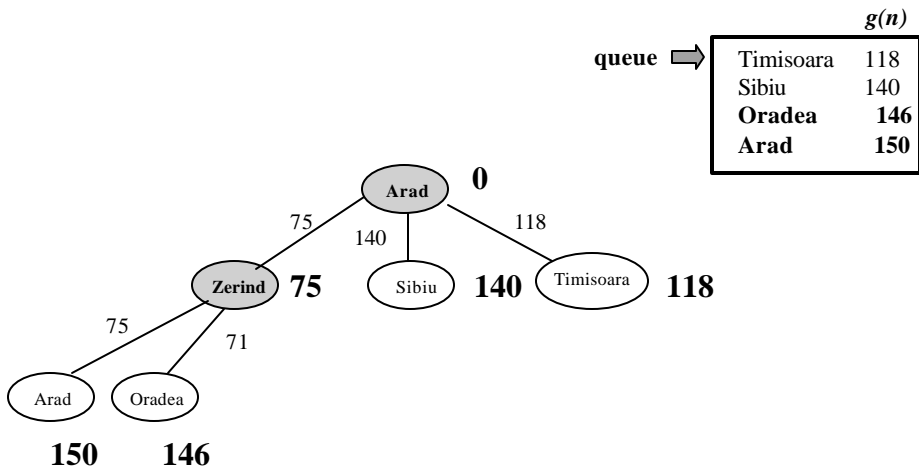 g(n)
queue
Timisoara 118
Sibiu 140
Oradea 146
Arad 150
Arad 0
75 140 118
Zerind 75 Sibiu 140 Timisoara 118
75 71
Arad Oradea
150 146